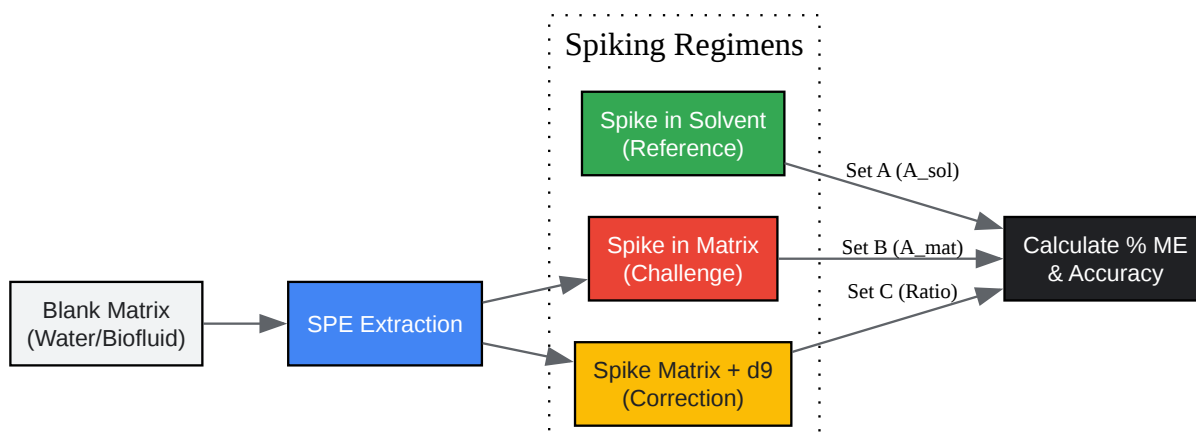 Spiking Regimens
Spike in Solvent
(Reference)
Set A (A_sol)
Spike in Matrix
(Challenge)
Set B (A_mat)
Calculate % ME
& Accuracy
Blank Matrix
(Water/Biofluid)
SPE Extraction
Set C (Ratio)
Spike Matrix + d9
(Correction)